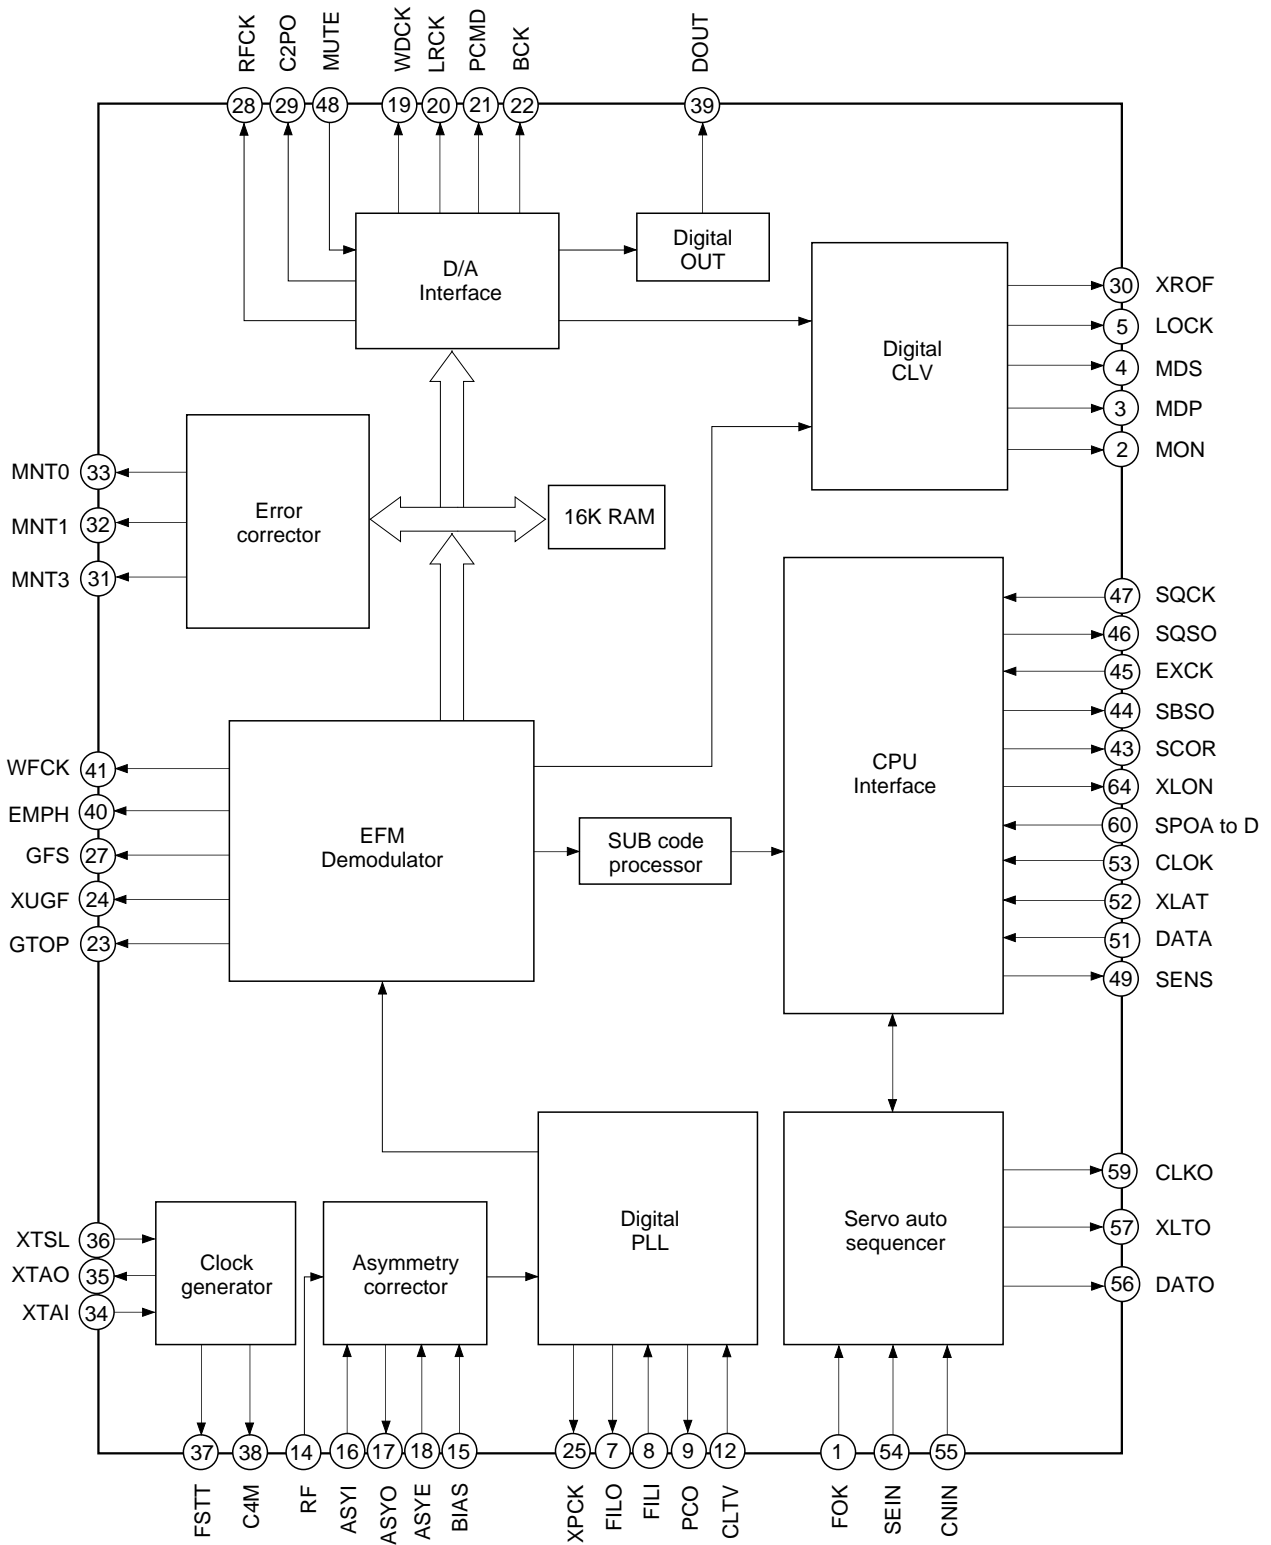 RFCK
C2PO
MUTE
WDCK
LRCK
PCMD
BCK
DOUT
28
29
48
19
20
21
22
39
D/A
Interface
Digital
OUT
Digital
CLV
30
XROF
5
LOCK
4
MDS
3
MDP
2
MON
MNT0
33
MNT1
32
MNT3
31
Error
corrector
16K RAM
CPU
Interface
47
SQCK
46
SQSO
45
EXCK
44
SBSO
43
SCOR
64
XLON
60
SPOA to D
53
CLOK
52
XLAT
51
DATA
49
SENS
WFCK
41
EMPH
40
GFS
27
XUGF
24
GTOP
23
EFM
Demodulator
SUB code
processor
XTSL
36
XTAO
35
XTAI
34
Clock
generator
Asymmetry
corrector
Digital
PLL
Servo auto
sequencer
59
CLKO
57
XLTO
56
DATO
37
38
14
16
17
18
15
25
7
8
9
12
1
54
55
FSTT
C4M
RF
ASYI
ASYO
ASYE
BIAS
XPCK
FILO
FILI
PCO
CLTV
FOK
SEIN
CNIN